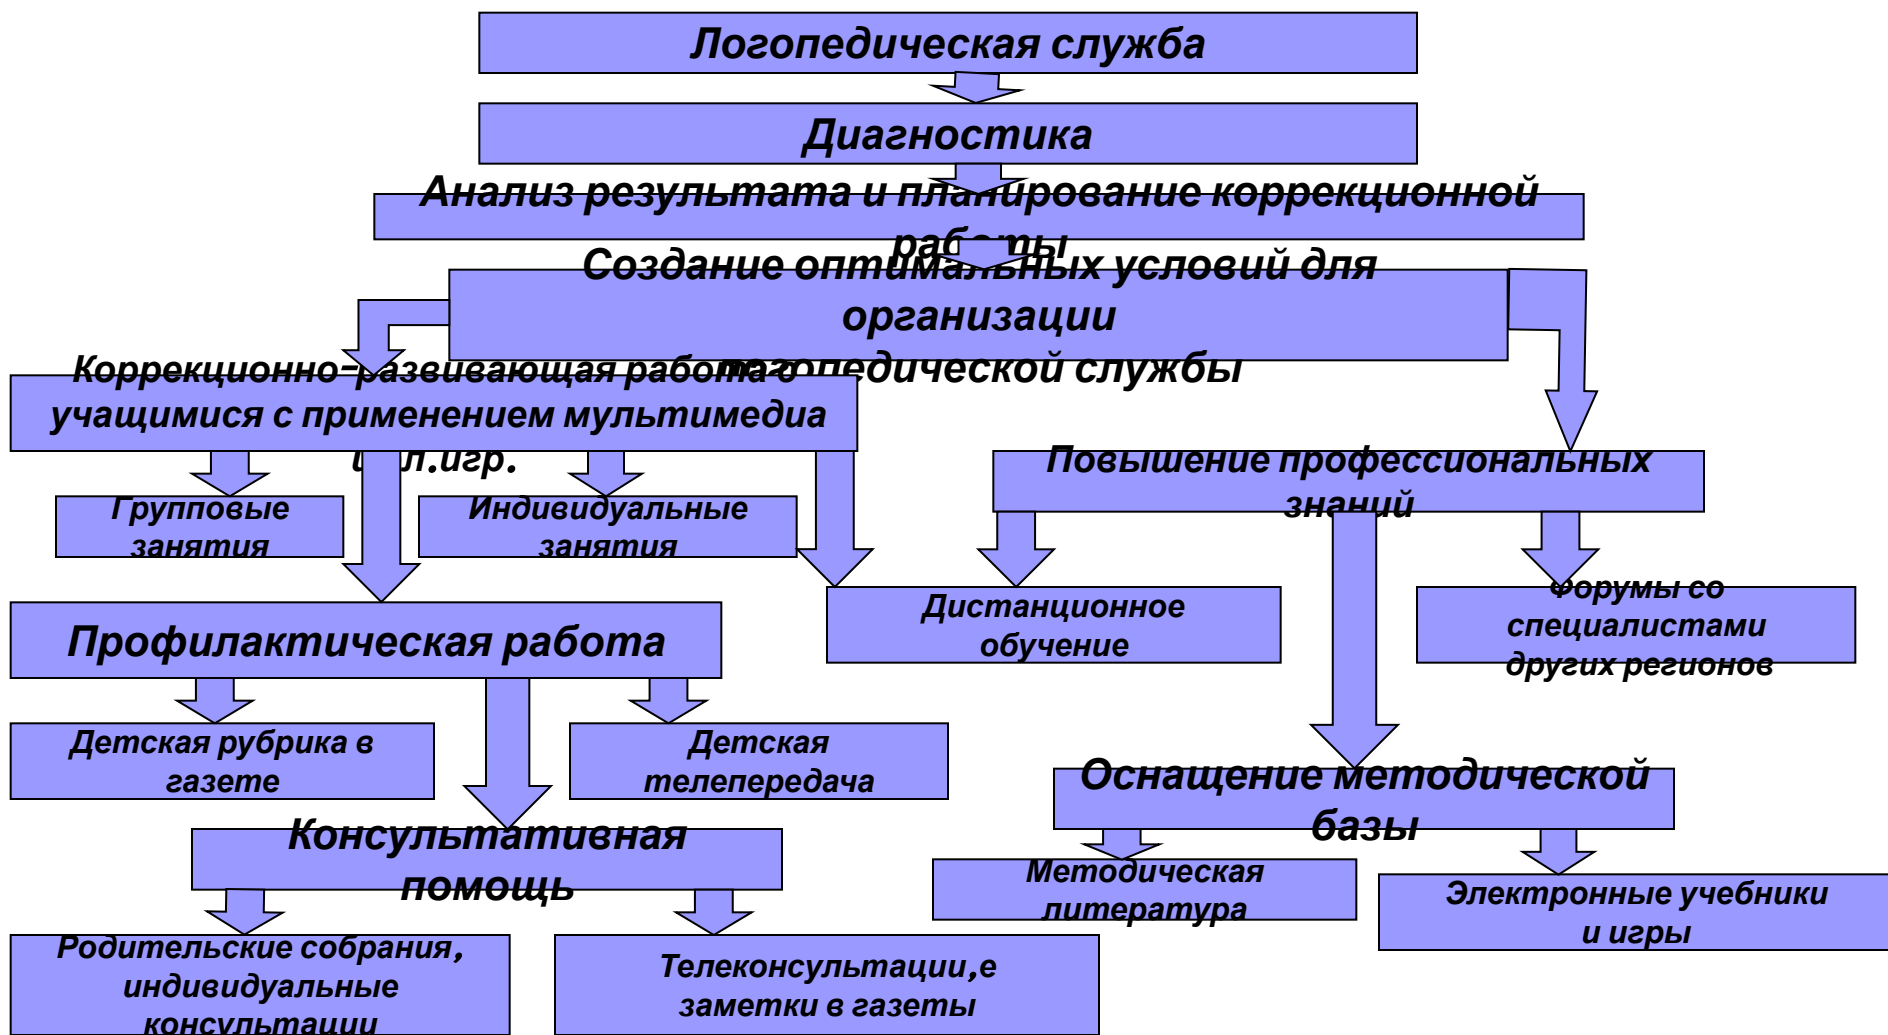 Логопедическая служба
Диагностика
Анализ результата и планирование коррекционной
работы
Создание оптимальных условий для
организации
логопедической службы
Коррекционно-развивающая работа с
учащимися с применением мультимедиа
эл.игр.
Групповые
занятия
Индивидуальные
занятия
Повышение профессиональных
знаний
Дистанционное
обучение
Форумы со
специалистами
других регионов
Профилактическая работа
Детская рубрика в
газете
Детская
телепередача
Оснащение методической
базы
Консультативная
помощь
Методическая
литература
Электронные учебники
и игры
Родительские собрания,
индивидуальные
консультации
Телеконсультации,е
заметки в газеты